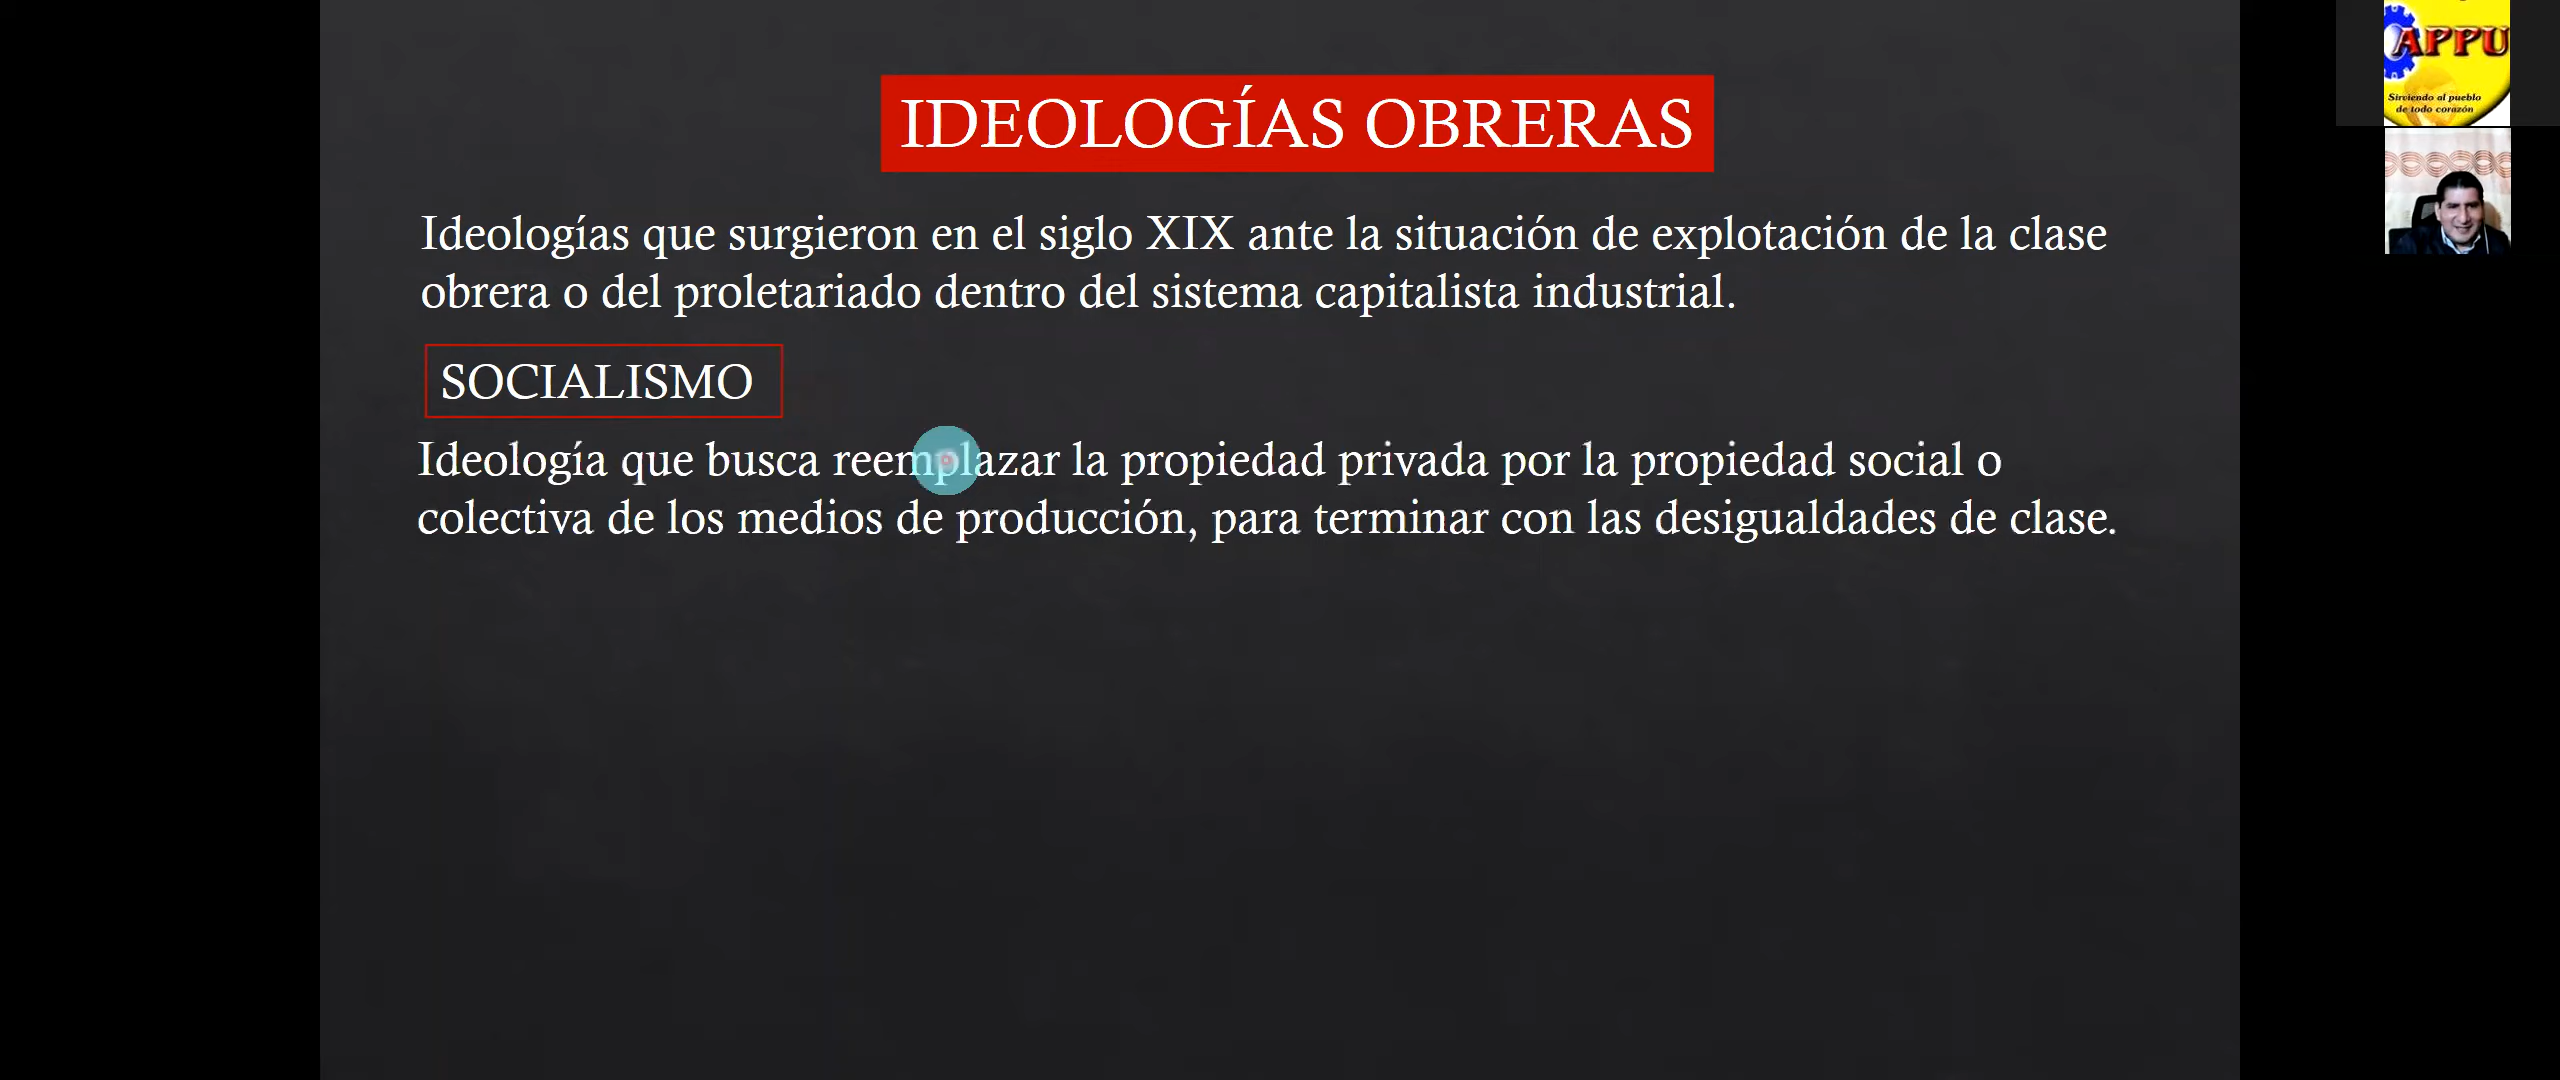 IDEOLOGÍAS OBRERAS
Ideologías que surgieron en el siglo XIX ante la situación de explotación de la clase
obrera o del proletariado dentro del sistema capitalista industrial.
SOCIALISMO
Ideología que busca reemplazar la propiedad privada por la propiedad social o
colectiva de los medios de producción, para terminar con las desigualdades de clase.
APPU
Sirviendo al pueblo
de todo corazón